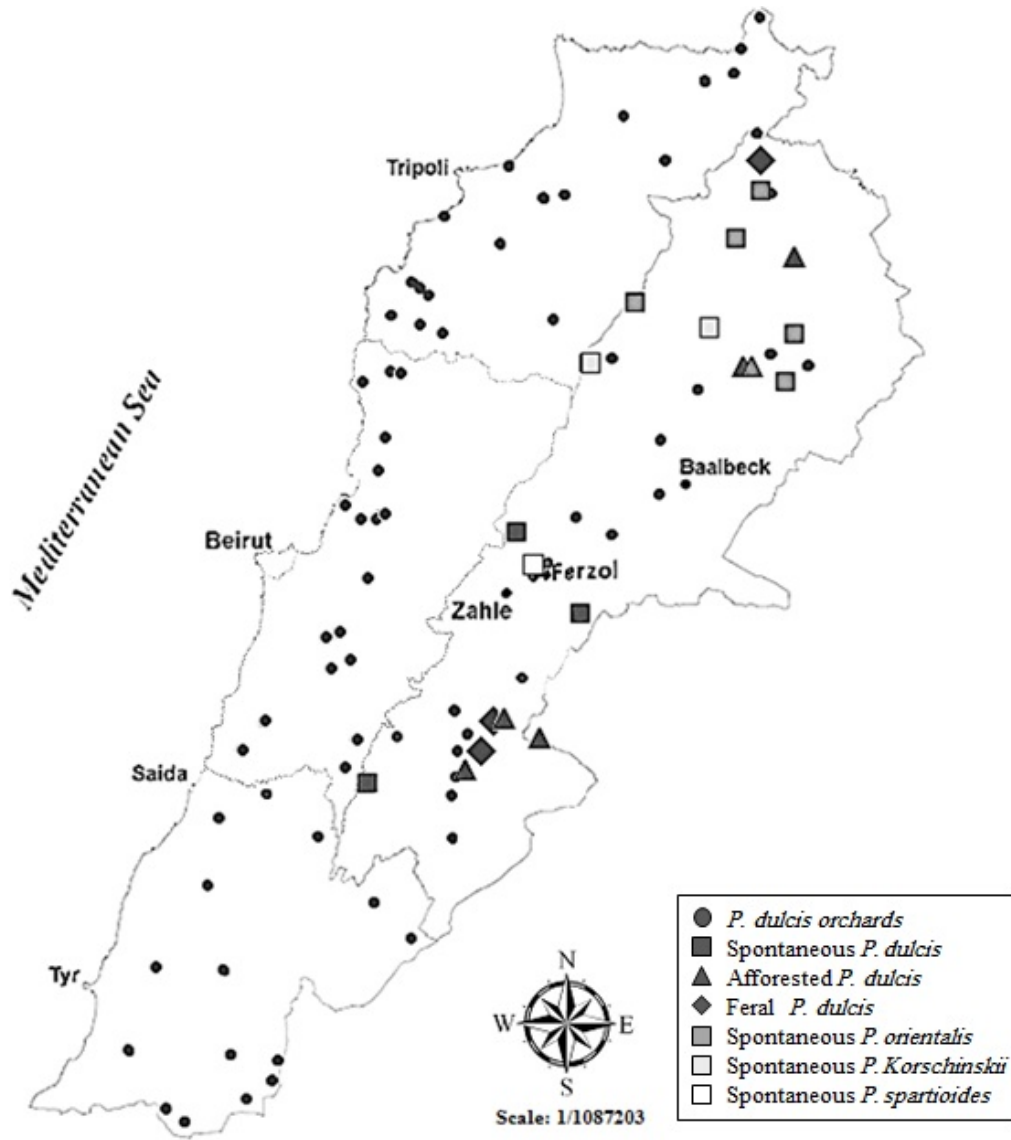 Tripoli
Mediterranean Sea
Baalbeck
Beirut
Ferzol
Zahle
Saida
Tyr
N
W E
S
Scale: 1/1087203
P. dulcis orchards
Spontaneous P. dulcis
Afforested P. dulcis
Feral P. dulcis
Spontaneous P. orientalis
Spontaneous P. Korschinskii
Spontaneous P. spartioides